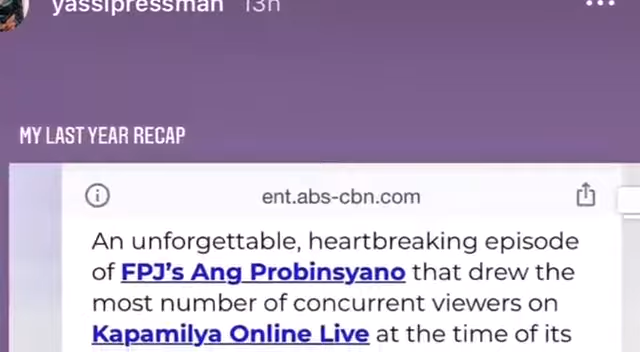 yassipressman 13h
MY LAST YEAR RECAP
ent.abs-cbn.com
An unforgettable, heartbreaking episode
of FPJ's Ang Probinsyano that drew the
most number of concurrent viewers on
Kapamilya Online Live at the time of its